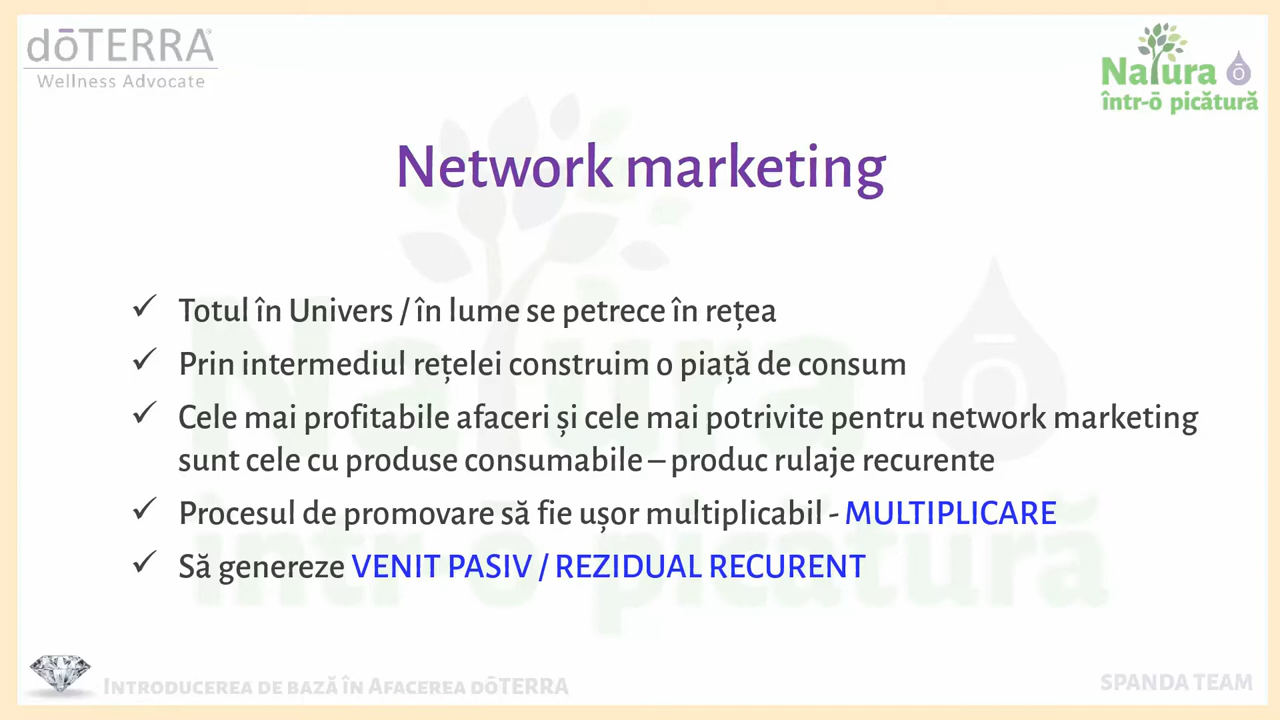 dōTERRA
Wellness Advocate
Natura
într-ō picătură
Network marketing
Totul în Univers / în lume se petrece în rețea
Prin intermediul rețelei construim o piață de consum
Cele mai profitabile afaceri și cele mai potrivite pentru network marketing
sunt cele cu produse consumabile – produc rulaje recurente
Procesul de promovare să fie ușor multiplicabil - MULTIPLICARE
Să genereze VENIT PASIV / REZIDUAL RECURENT
Natura
ō
într-ō picătură
Introducerea de bază în Afacerea dōTERRA
SPANDA TEAM